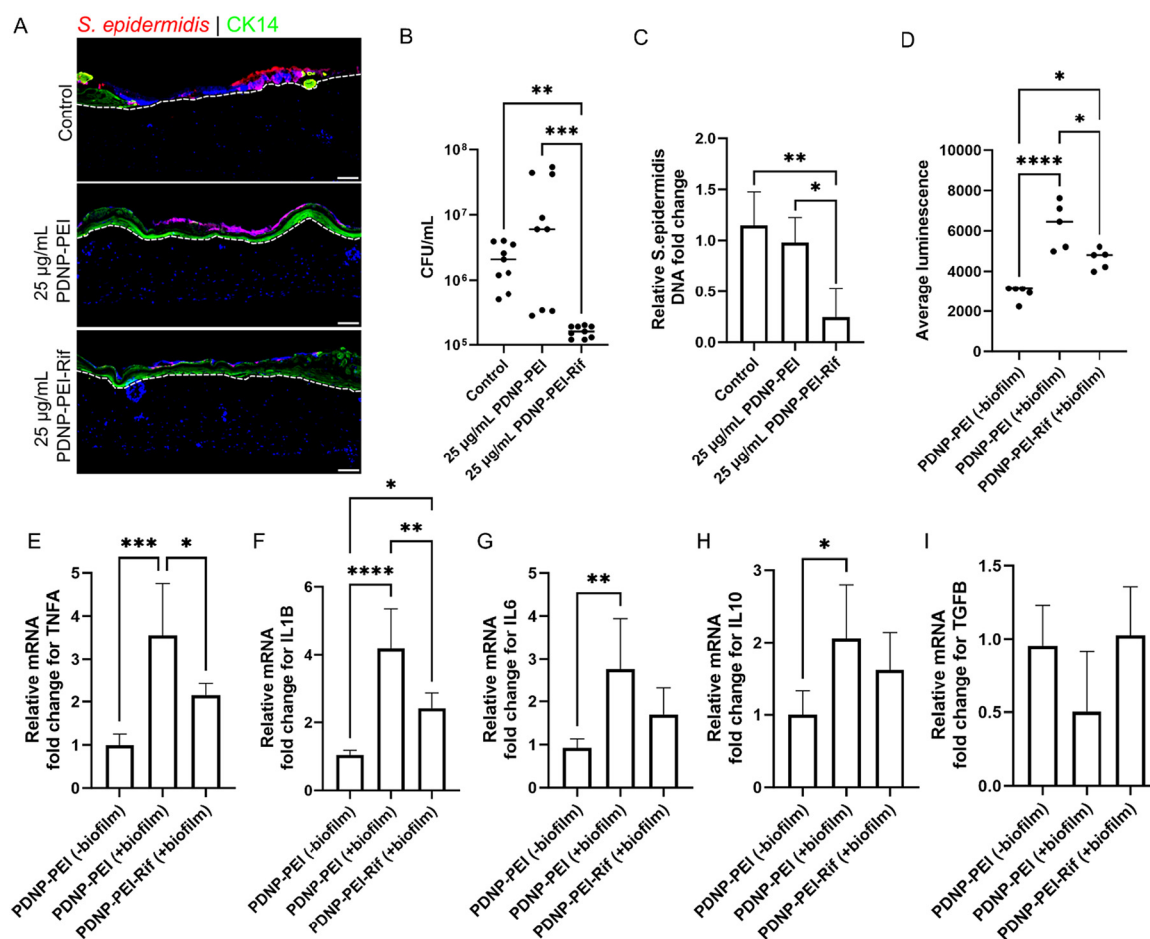 A
S. epidermidis | CK14
Control
25 µg/mL
PDNP-PEI
25 µg/mL
PDNP-PEI-Rif
B
**
***
10⁸
10⁷
10⁶
10⁵
CFU/mL
Control
25 µg/mL PDNP-PEI
25 µg/mL PDNP-PEI-Rif
C
**
*
2.0
1.5
1.0
0.5
0.0
Relative S.epidermidis
DNA fold change
Control
25 µg/mL PDNP-PEI
25 µg/mL PDNP-PEI-Rif
D
*
*
****
10000
8000
6000
4000
2000
0
Average luminescence
PDNP-PEI (-biofilm)
PDNP-PEI (+biofilm)
PDNP-PEI-Rif (+biofilm)
E
***
*
5
4
3
2
1
0
Relative mRNA
fold change for TNFA
PDNP-PEI (-biofilm)
PDNP-PEI (+biofilm)
PDNP-PEI-Rif (+biofilm)
F
*
**
****
6
4
2
0
Relative mRNA
fold change for IL1B
PDNP-PEI (-biofilm)
PDNP-PEI (+biofilm)
PDNP-PEI-Rif (+biofilm)
G
**
5
4
3
2
1
0
Relative mRNA
fold change for IL6
PDNP-PEI (-biofilm)
PDNP-PEI (+biofilm)
PDNP-PEI-Rif (+biofilm)
H
*
3
2
1
0
Relative mRNA
fold change for IL10
PDNP-PEI (-biofilm)
PDNP-PEI (+biofilm)
PDNP-PEI-Rif (+biofilm)
I
1.5
1.0
0.5
0.0
Relative mRNA
fold change for TGFB
PDNP-PEI (-biofilm)
PDNP-PEI (+biofilm)
PDNP-PEI-Rif (+biofilm)